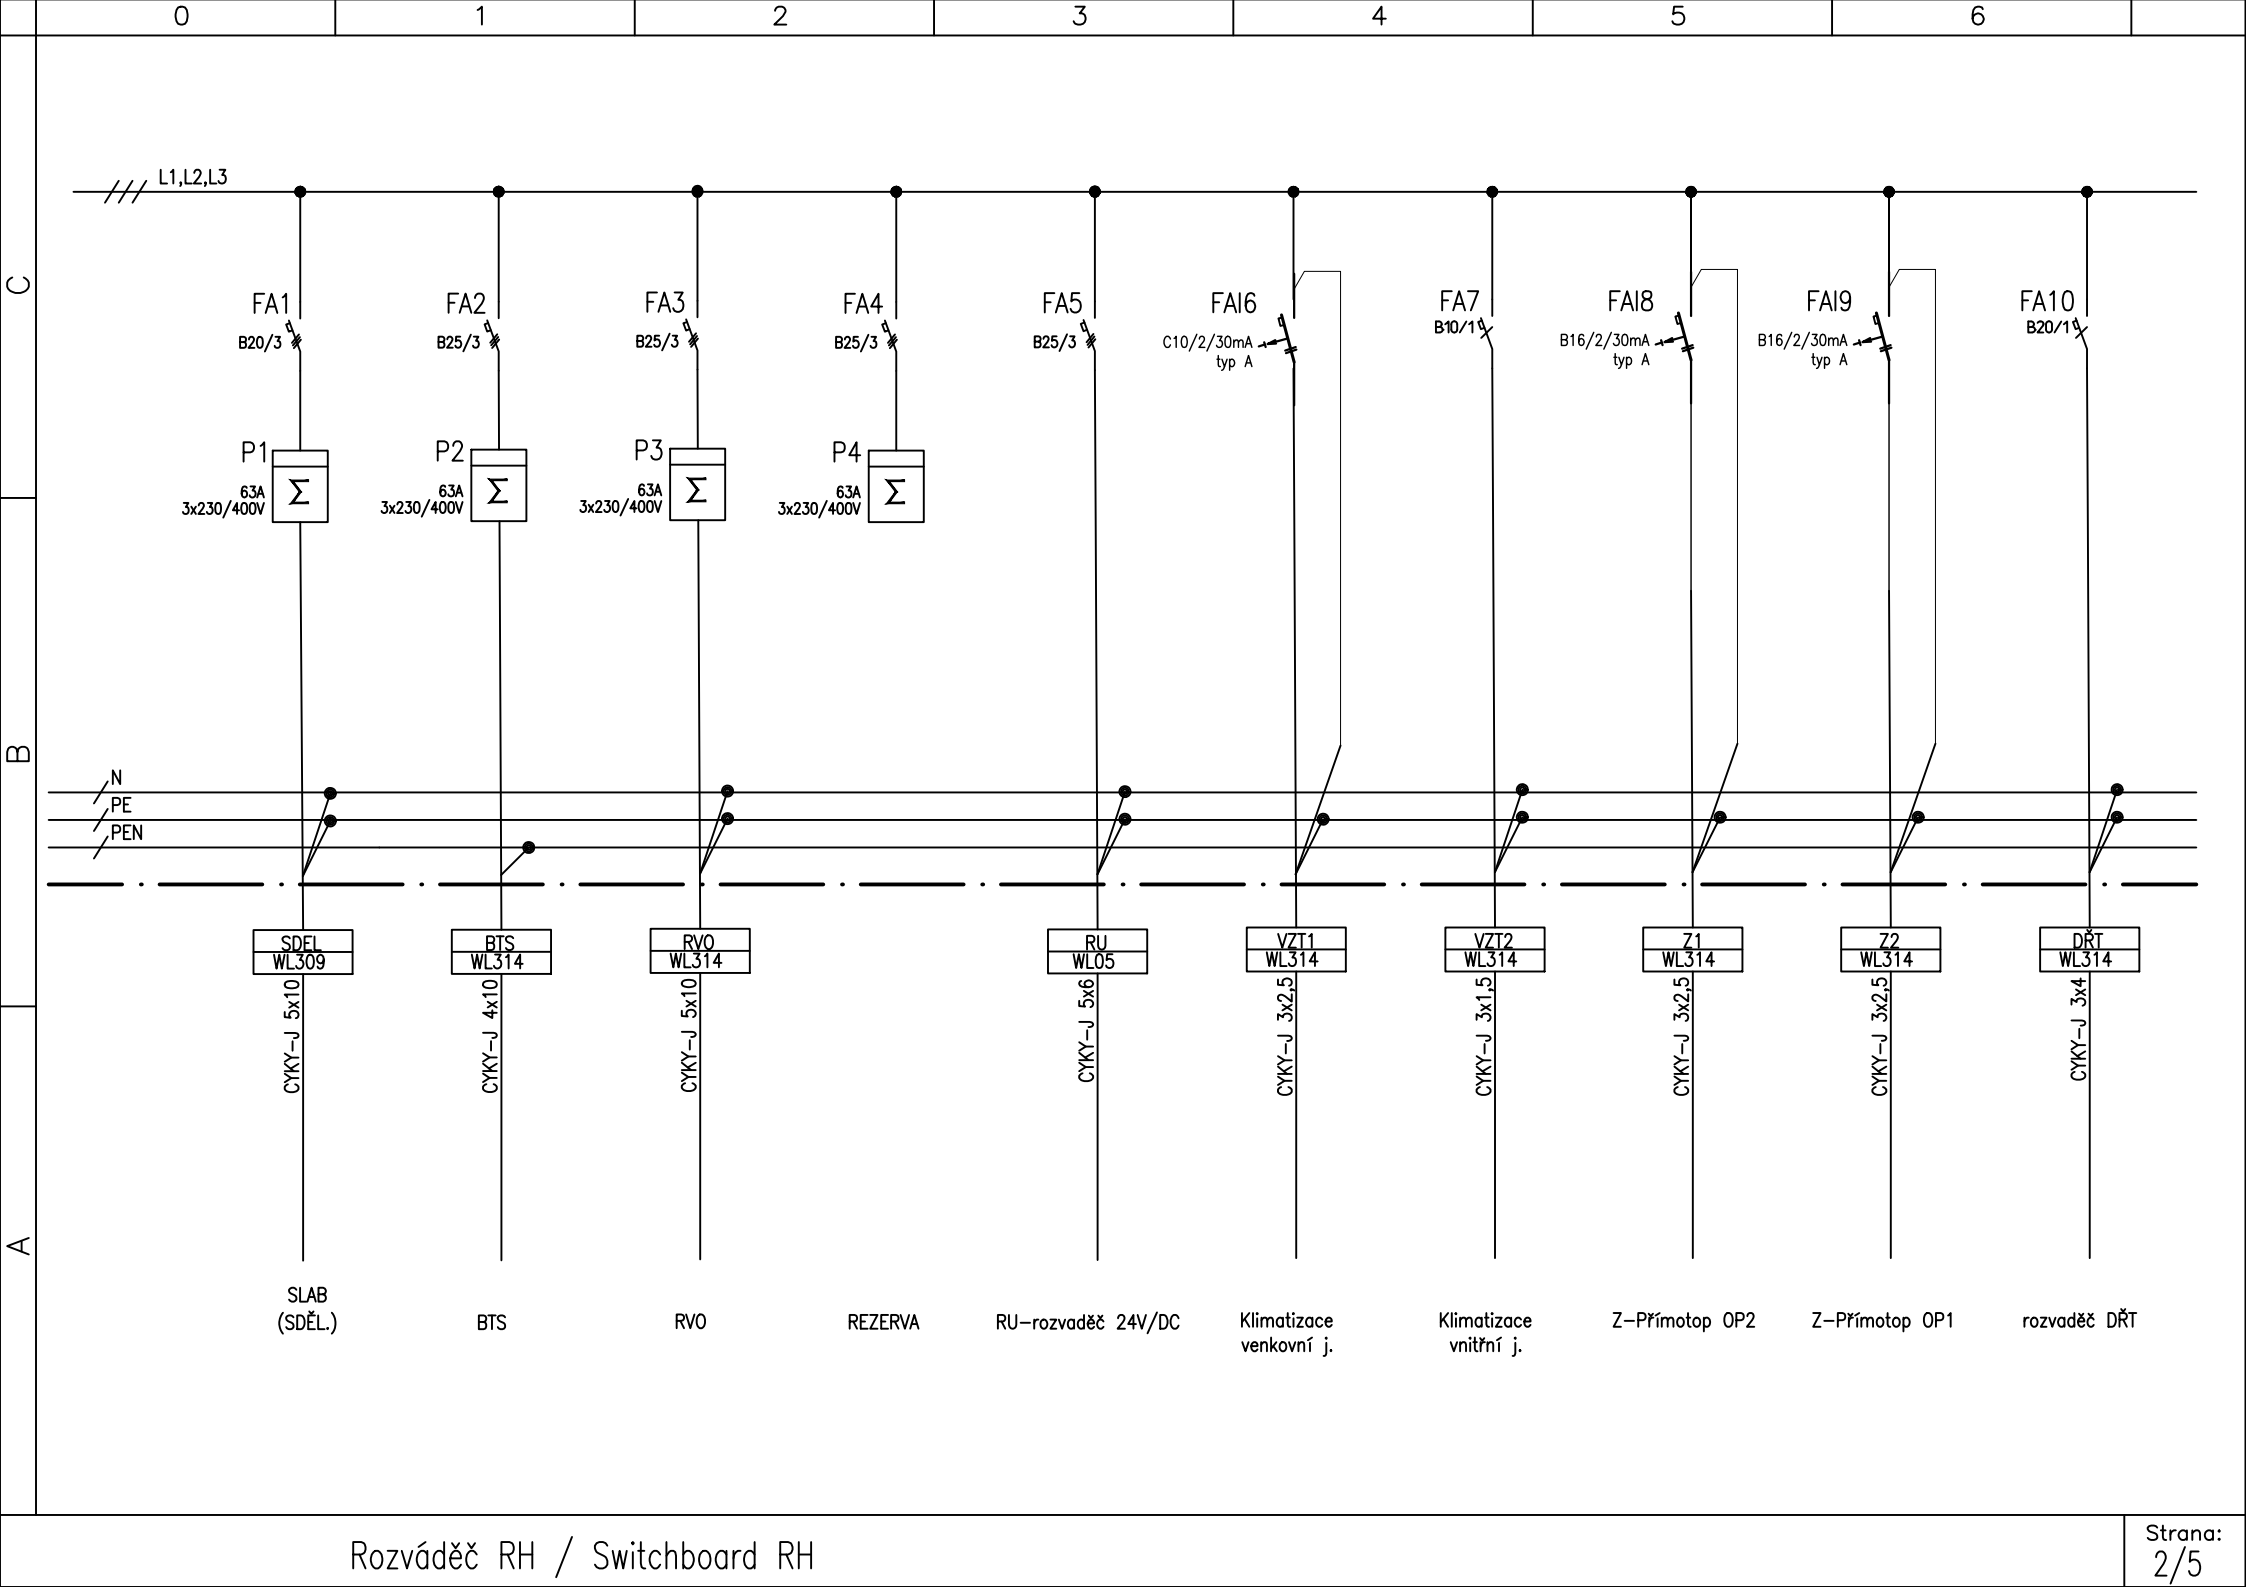 0 1 2 3 4 5 6
C
B
A
L1,L2,L3
FA1
B20/3
FA2
B25/3
FA3
B25/3
FA4
B25/3
FA5
B25/3
FAI6
C10/2/30mA
typ A
FA7
B10/1
FAI8
B16/2/30mA
typ A
FAI9
B16/2/30mA
typ A
FA10
B20/1
P1
63A
3x230/400V
Σ
P2
63A
3x230/400V
Σ
P3
63A
3x230/400V
Σ
P4
63A
3x230/400V
Σ
N
PE
PEN
SDEL
WL309
CYKY-J 5x10
BTS
WL314
CYKY-J 4x10
RVO
WL314
CYKY-J 5x10
RU
WL05
CYKY-J 5x6
VZT1
WL314
CYKY-J 3x2,5
VZT2
WL314
CYKY-J 3x1,5
Z1
WL314
CYKY-J 3x2,5
Z2
WL314
CYKY-J 3x2,5
DŘT
WL314
CYKY-J 3x4
SLAB
(SDĚL.)
BTS
RVO
REZERVA
RU-rozvaděč 24V/DC
Klimatizace
venkovní j.
Klimatizace
vnitřní j.
Z-Přímotop OP2
Z-Přímotop OP1
rozvaděč DŘT
Rozváděč RH / Switchboard RH
Strana:
2/5